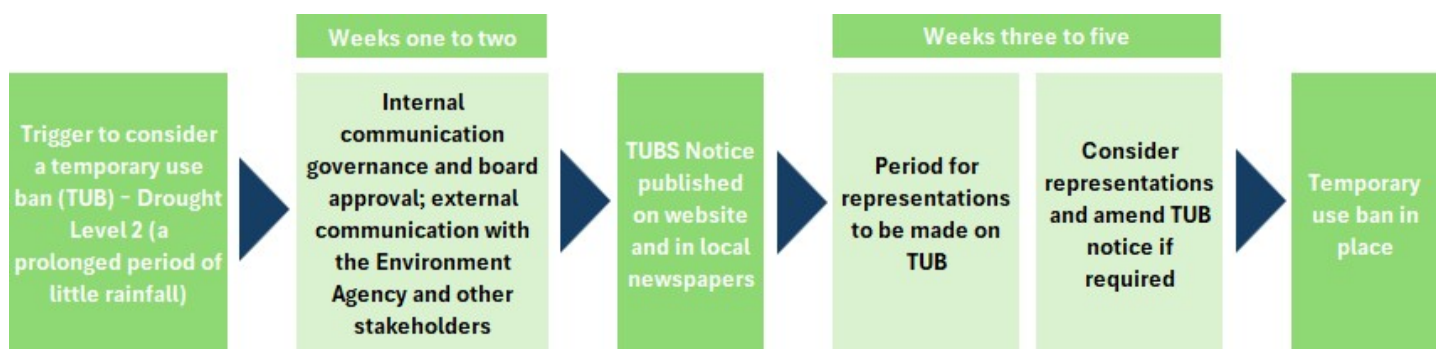 Weeks one to two
Weeks three to five
Trigger to consider
a temporary use
ban (TUB) – Drought
Level 2 (a
prolonged period of
little rainfall)
Internal
communication
governance and board
approval; external
communication with
the Environment
Agency and other
stakeholders
TUBS Notice
published
on website
and in local
newspapers
Period for
representations
to be made on
TUB
Consider
representations
and amend TUB
notice if
required
Temporary
use ban in
place